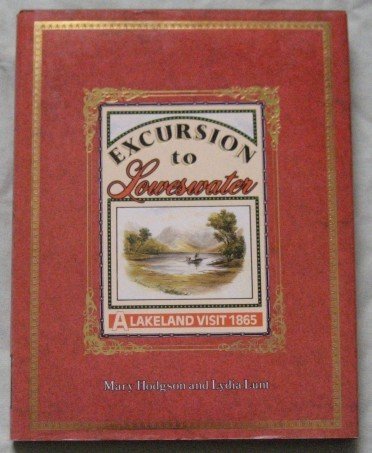 EXCURSION
to
Loweswater
A LAKELAND VISIT 1865
Mary Hodgson and Lydia Lunt